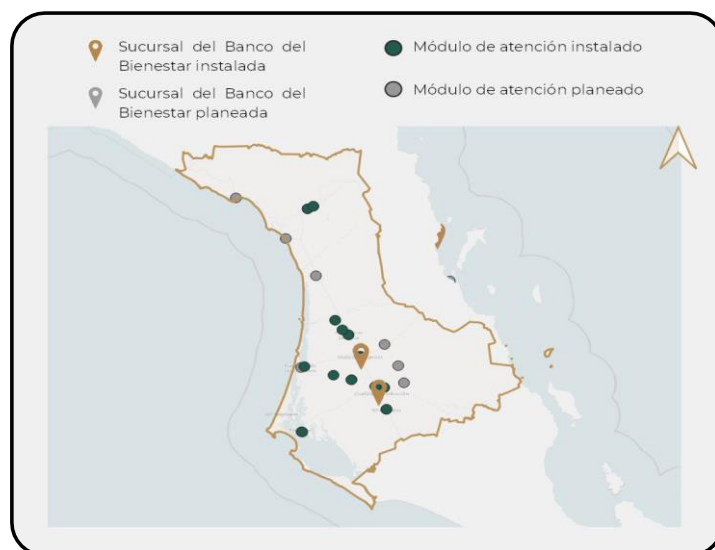 Sucursal del Banco del
Bienestar instalada
Módulo de atención instalado
Sucursal del Banco del
Bienestar planeada
Módulo de atención planeado